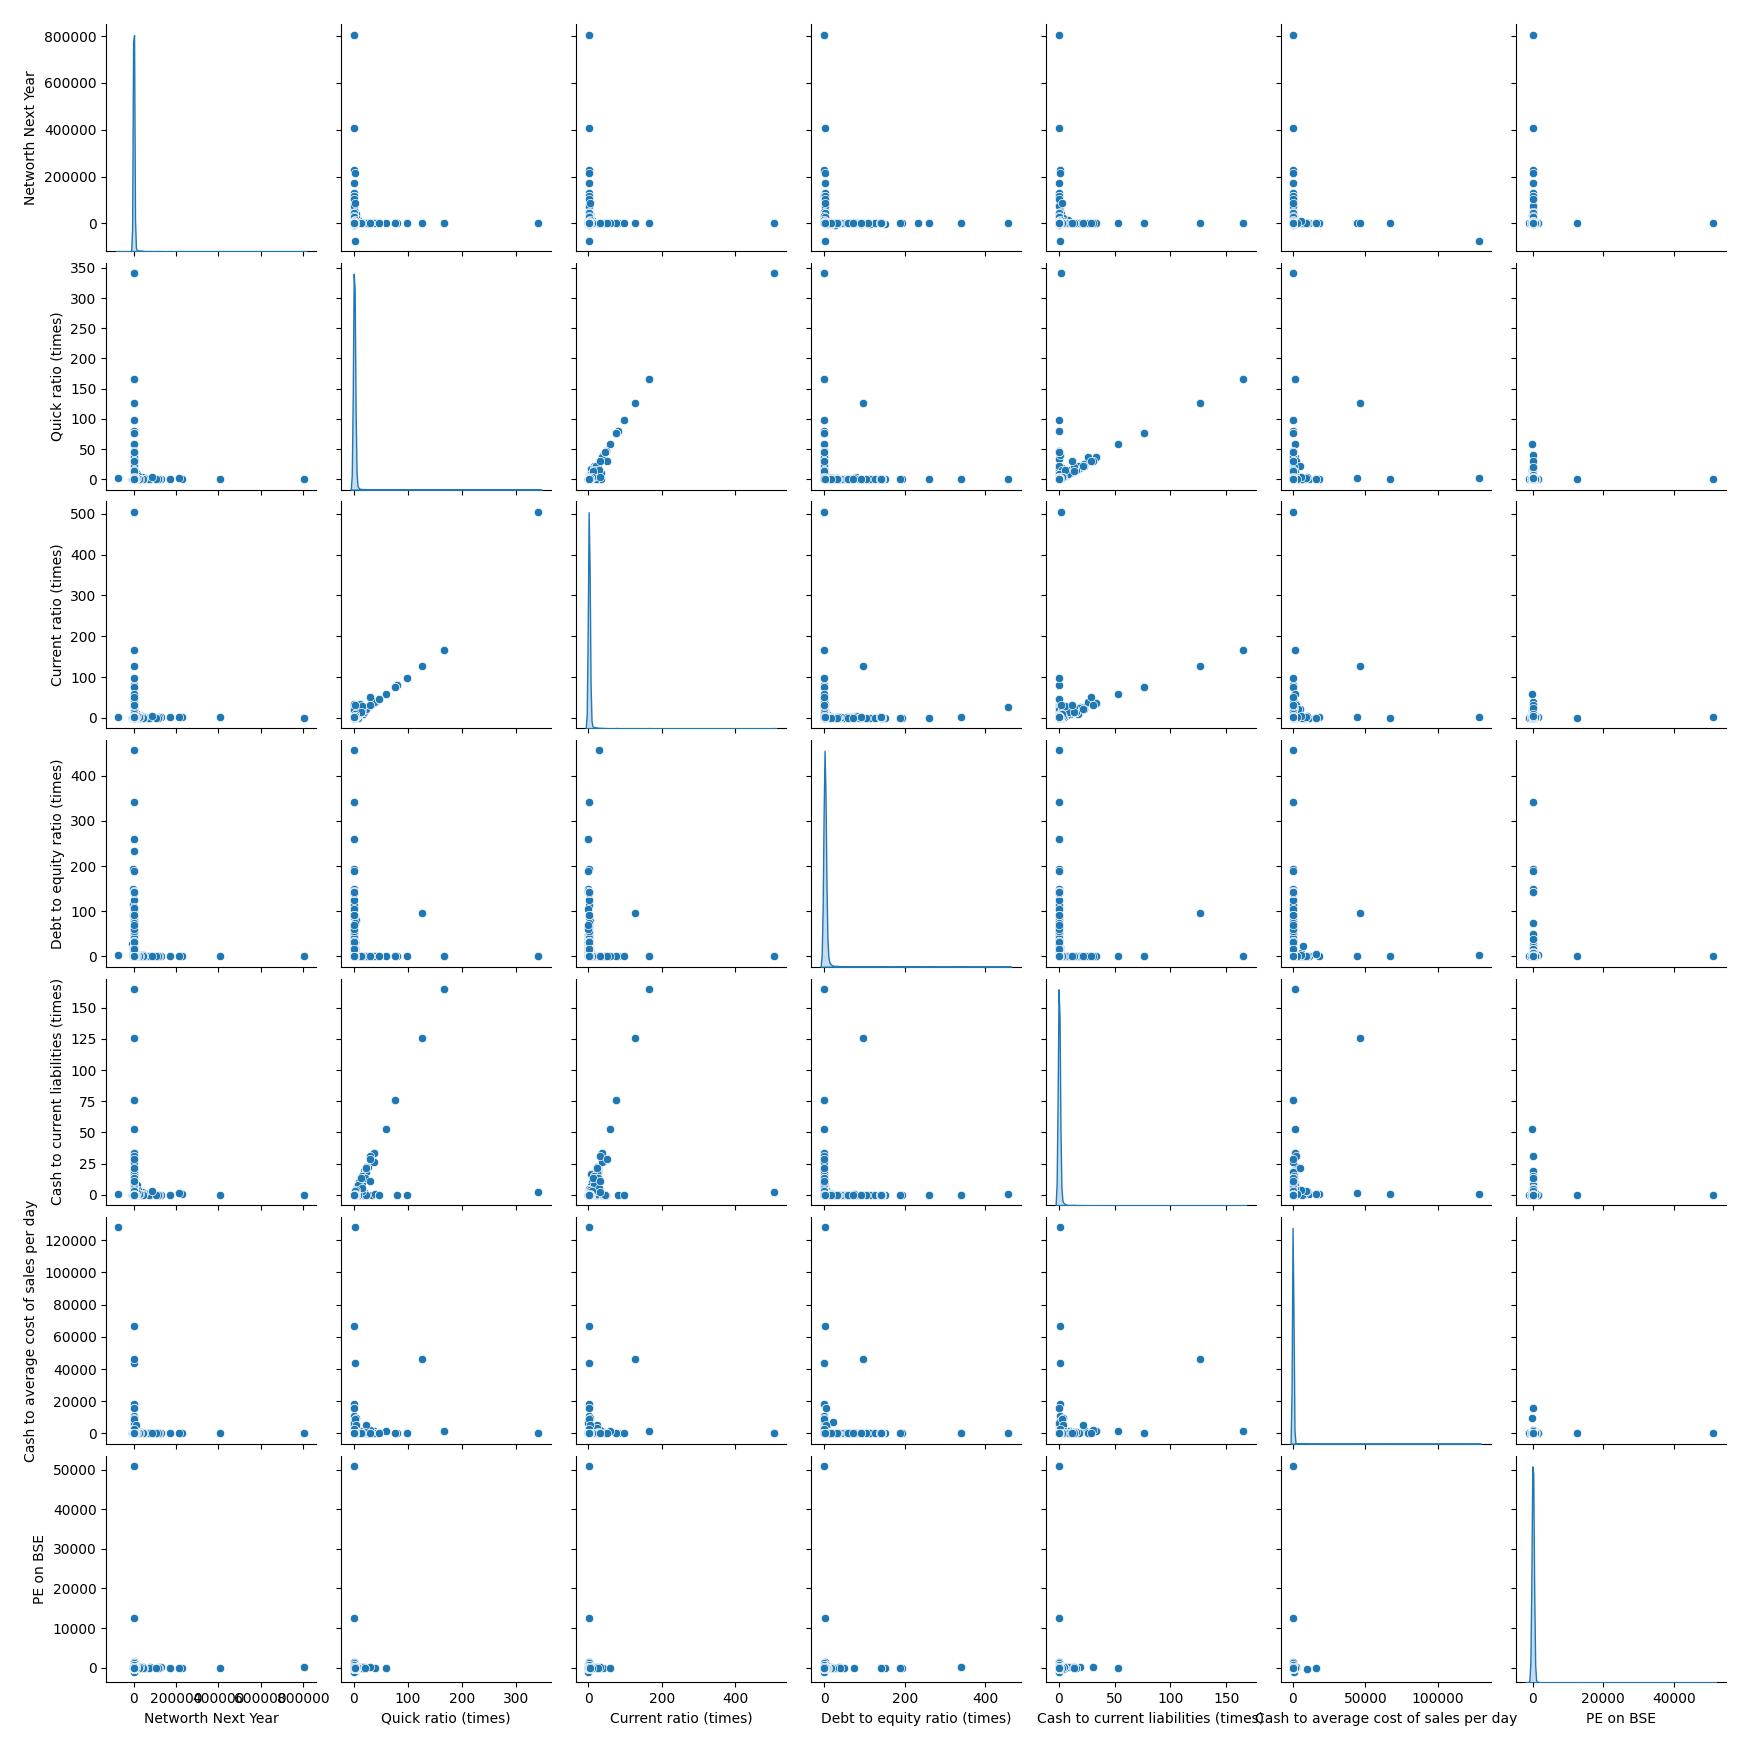 800000
600000
400000
200000
0
Networth Next Year
350
300
250
200
150
100
50
0
Quick ratio (times)
500
400
300
200
100
0
Current ratio (times)
400
300
200
100
0
Debt to equity ratio (times)
150
125
100
75
50
25
0
Cash to current liabilities (times)
120000
100000
80000
60000
40000
20000
0
Cash to average cost of sales per day
50000
40000
30000
20000
10000
0
PE on BSE
0 200000 400000 600000 800000
Networth Next Year
0 100 200 300
Quick ratio (times)
0 200 400
Current ratio (times)
0 200 400
Debt to equity ratio (times)
0 50 100 150
Cash to current liabilities (times)
0 50000 100000
Cash to average cost of sales per day
0 20000 40000
PE on BSE